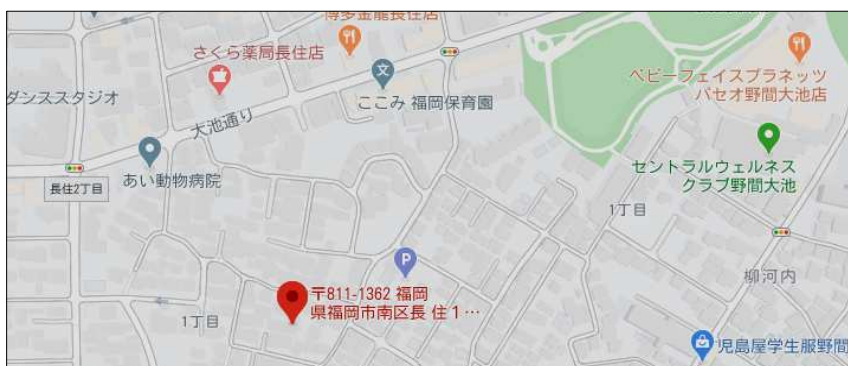 博多金龍長住店
さくら薬局長住店
ダンススタジオ
大池通り
ここみ 福岡保育園
ベビーフェイスプラネッツ
パセオ野間大池店
あい動物病院
長住2丁目
セントラルウェルネス
クラブ野間大池
1丁目
柳河内
P
〒811-1362 福岡
県福岡市南区長 住 1 …
1丁目
児島屋学生服野間
文